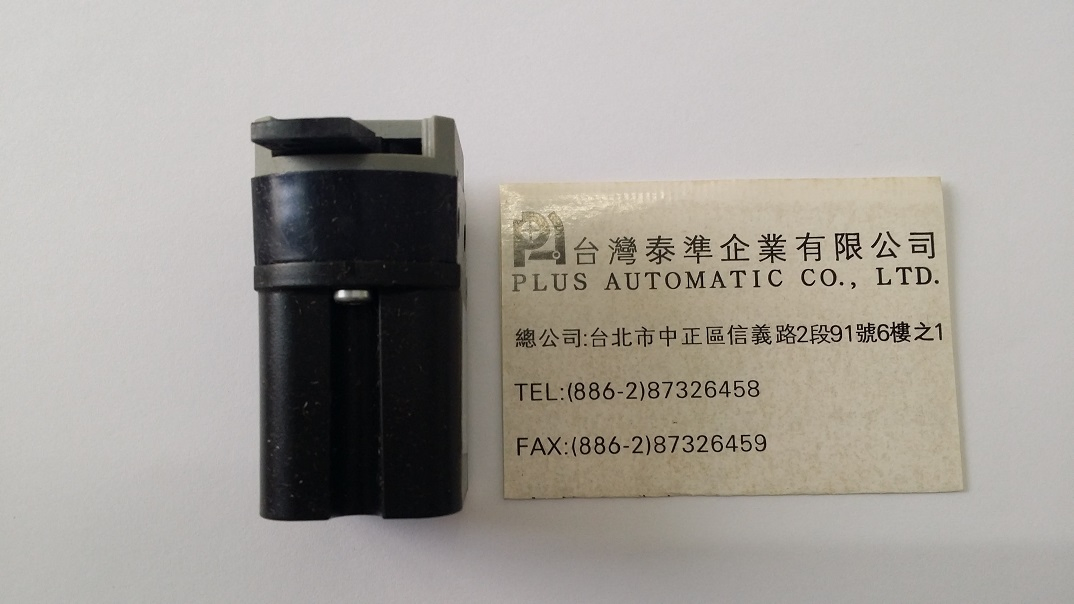 台灣泰準企業有限公司
PLUS AUTOMATIC CO., LTD.
總公司:台北市中正區信義路2段91號6樓之1
TEL:(886-2)87326458
FAX:(886-2)87326459